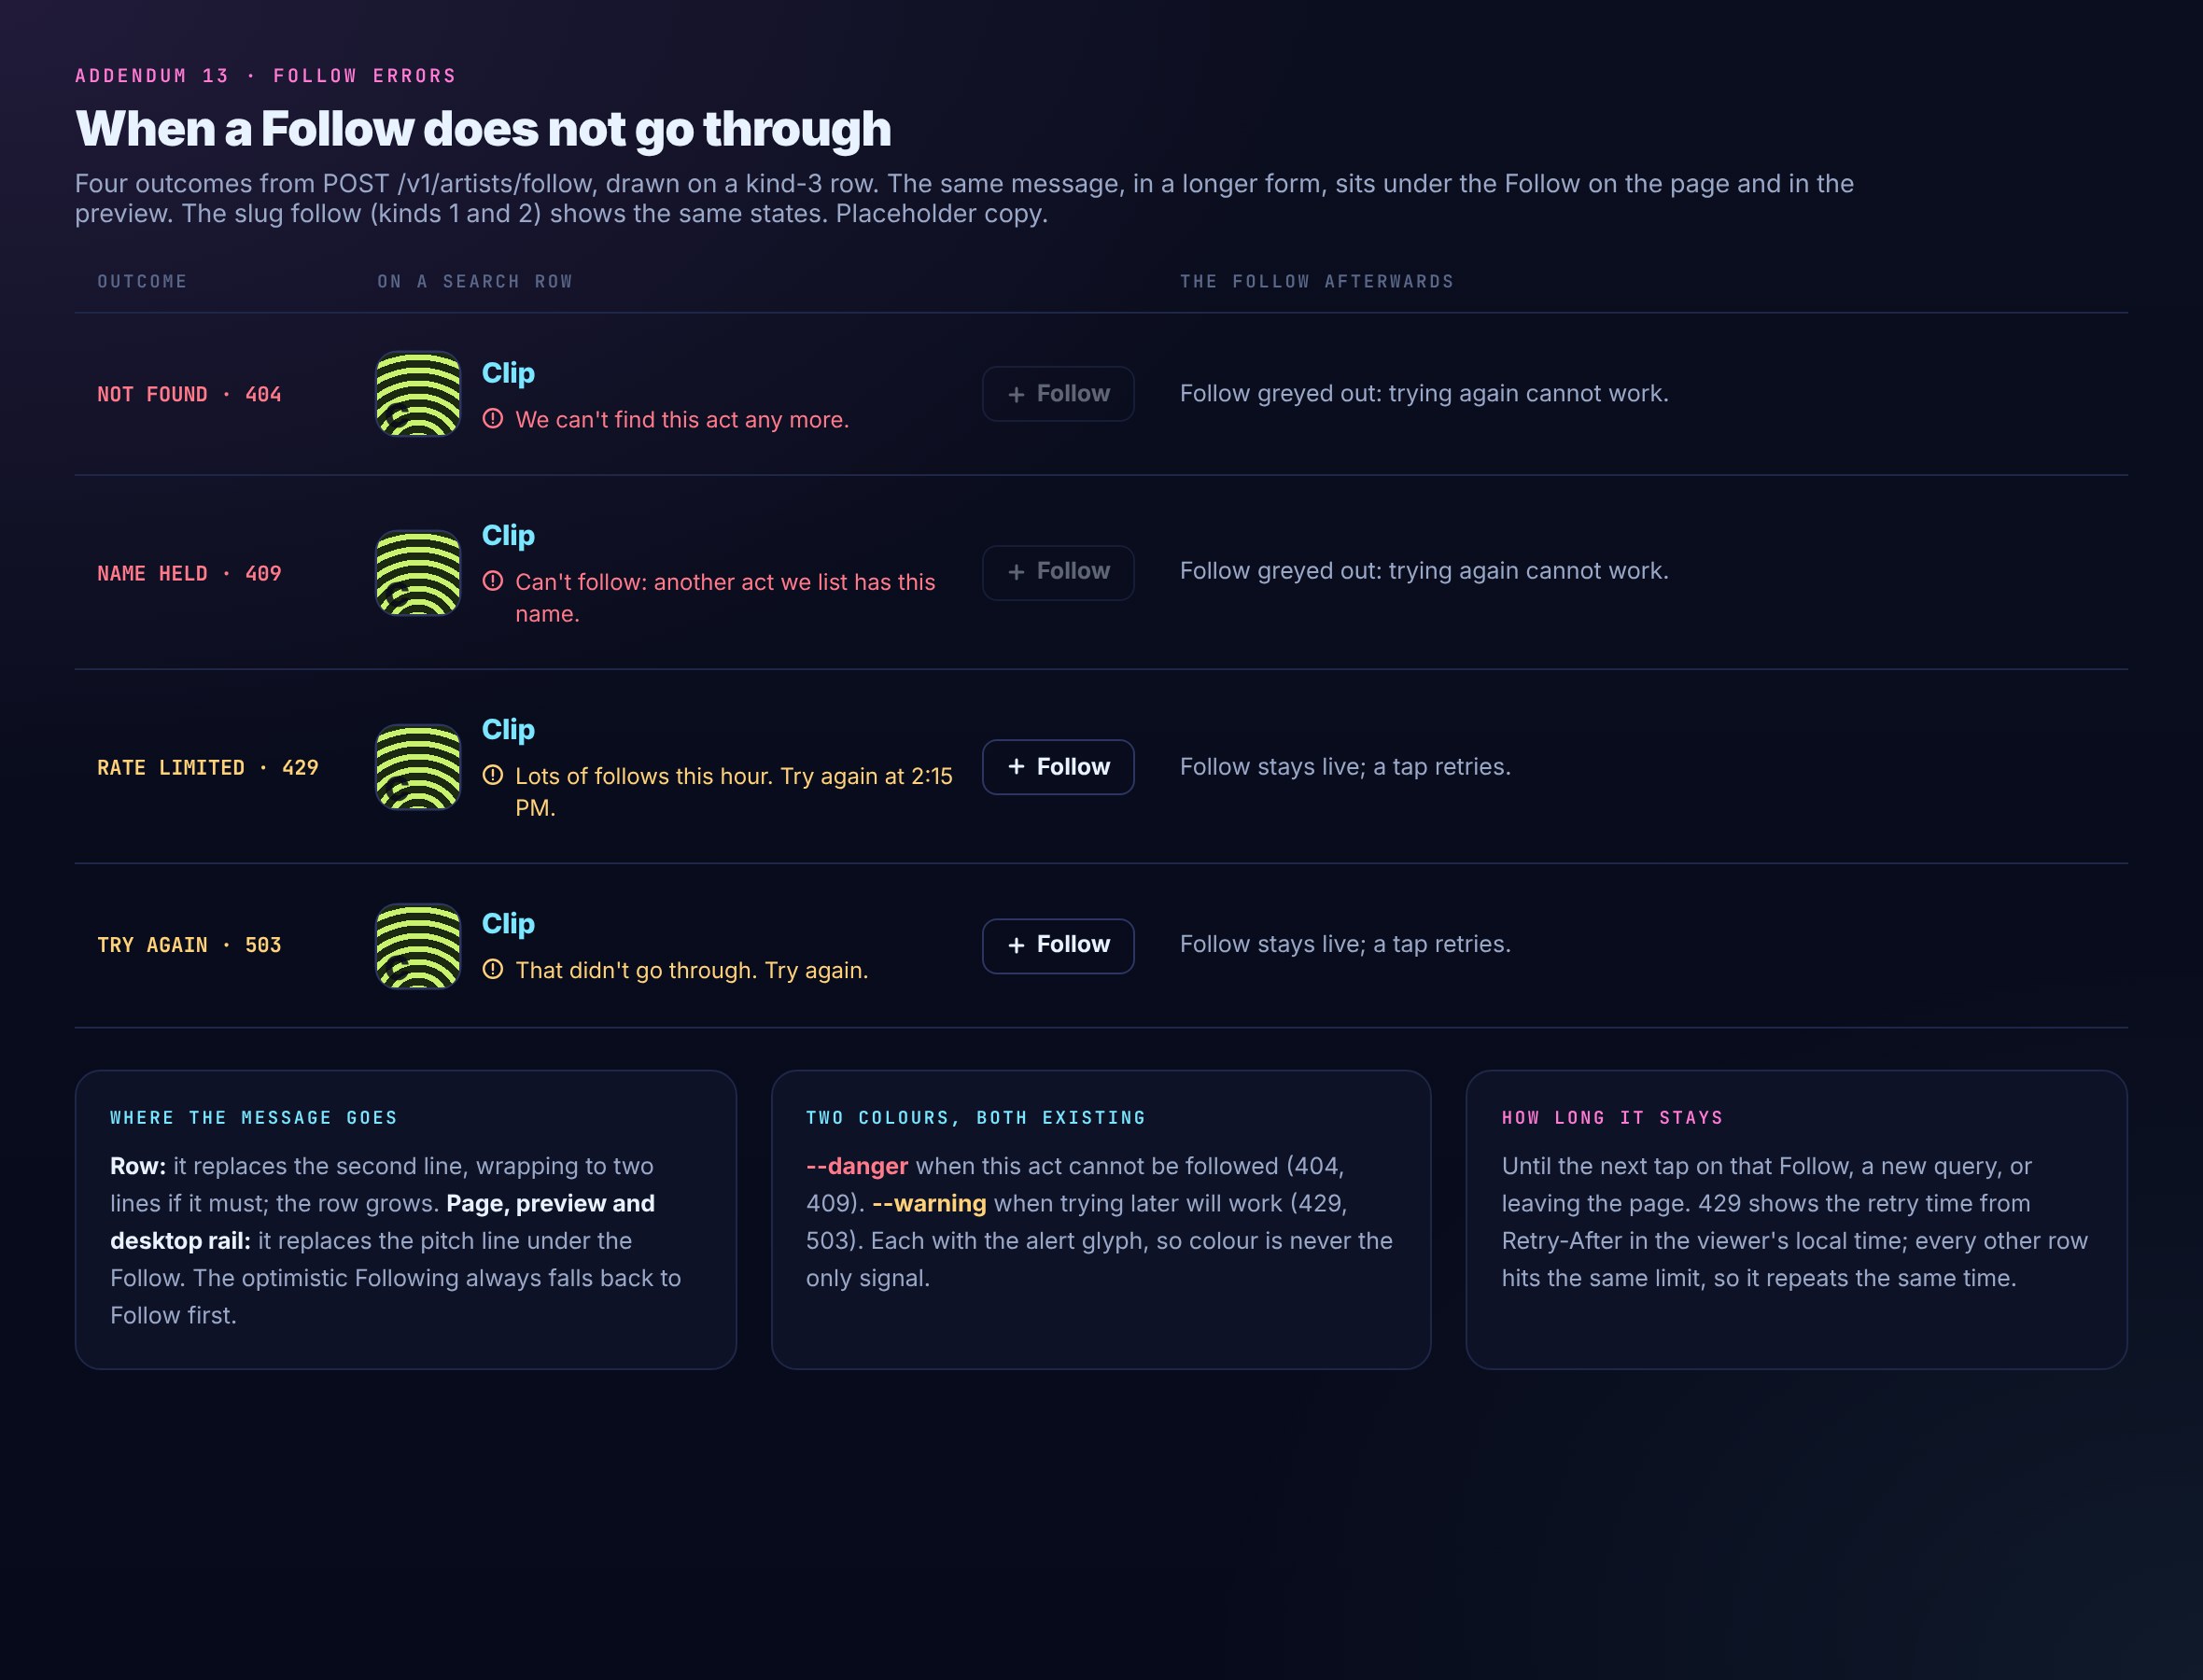 ADDENDUM 13 · FOLLOW ERRORS
When a Follow does not go through
Four outcomes from POST /v1/artists/follow, drawn on a kind-3 row. The same message, in a longer form, sits under the Follow on the page and in the
preview. The slug follow (kinds 1 and 2) shows the same states. Placeholder copy.
OUTCOME
ON A SEARCH ROW
THE FOLLOW AFTERWARDS
NOT FOUND · 404
Clip
We can't find this act any more.
+ Follow
Follow greyed out: trying again cannot work.
NAME HELD · 409
Clip
Can't follow: another act we list has this
name.
+ Follow
Follow greyed out: trying again cannot work.
RATE LIMITED · 429
Clip
Lots of follows this hour. Try again at 2:15
PM.
+ Follow
Follow stays live; a tap retries.
TRY AGAIN · 503
Clip
That didn't go through. Try again.
+ Follow
Follow stays live; a tap retries.
WHERE THE MESSAGE GOES
Row: it replaces the second line, wrapping to two
lines if it must; the row grows. Page, preview and
desktop rail: it replaces the pitch line under the
Follow. The optimistic Following always falls back to
Follow first.
TWO COLOURS, BOTH EXISTING
--danger when this act cannot be followed (404,
409). --warning when trying later will work (429,
503). Each with the alert glyph, so colour is never the
only signal.
HOW LONG IT STAYS
Until the next tap on that Follow, a new query, or
leaving the page. 429 shows the retry time from
Retry-After in the viewer's local time; every other row
hits the same limit, so it repeats the same time.